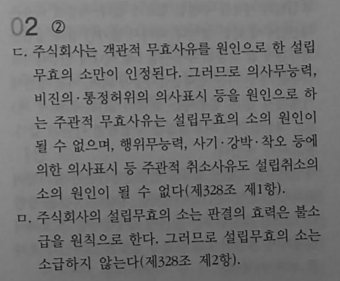 02 ②
ㄷ. 주식회사는 객관적 무효사유를 원인으로 한 설립
무효의 소만이 인정된다. 그러므로 의사무능력,
비진의·통정허위의 의사표시 등을 원인으로 하
는 주관적 무효사유는 설립무효의 소의 원인이
될 수 없으며, 행위무능력, 사기·강박·착오 등에
의한 의사표시 등 주관적 취소사유도 설립취소의
소의 원인이 될 수 없다(제328조 제1항).
ㅁ. 주식회사의 설립무효의 소는 판결의 효력은 불소
급을 원칙으로 한다. 그러므로 설립무효의 소는
소급하지 않는다(제328조 제2항).